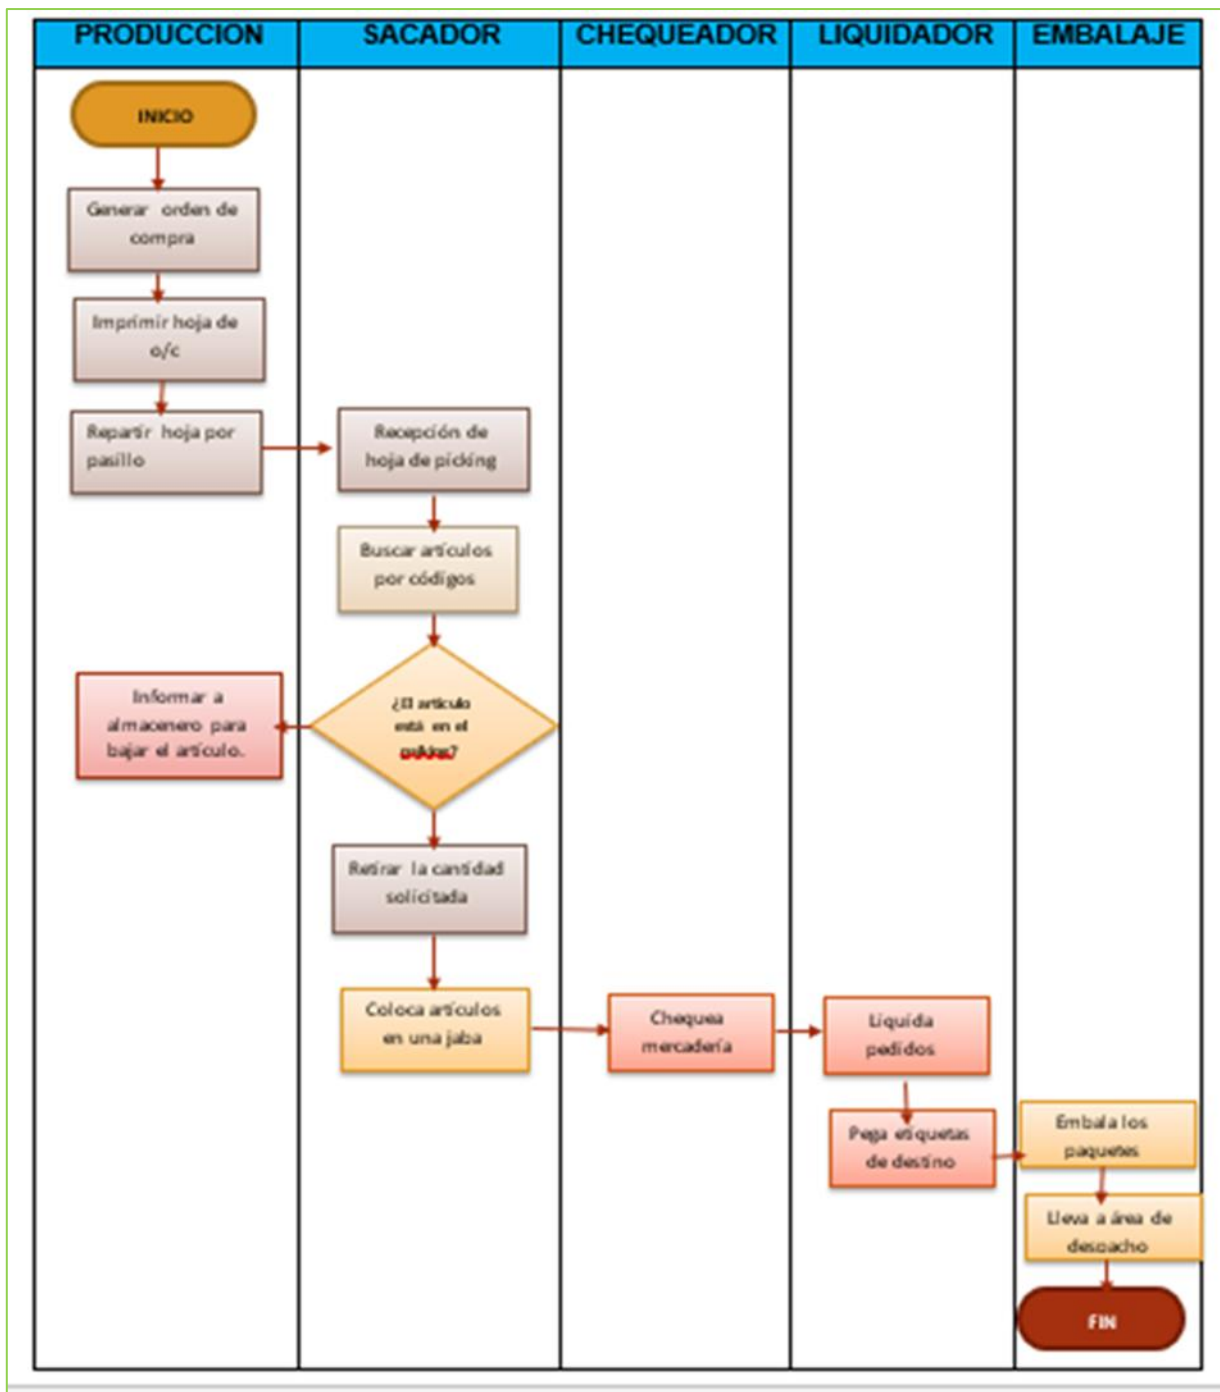 PRODUCCION
SACADOR
CHEQUEADOR
LIQUIDADOR
EMBALAJE
INICIO
Generar orden de
compra
Imprimir hoja de
o/c
Repartir hoja por
pasillo
Recepción de
hoja de picking
Buscar artículos
por códigos
¿El artículo
está en el
Informar a
almacenero para
bajar el artículo.
Retirar la cantidad
solicitada
Coloca artículos
en una jaba
Chequea
mercadería
Liquida
pedidos
Pega etiquetas
de destino
Embala los
paquetes
Lleva a área de
despacho
FIN